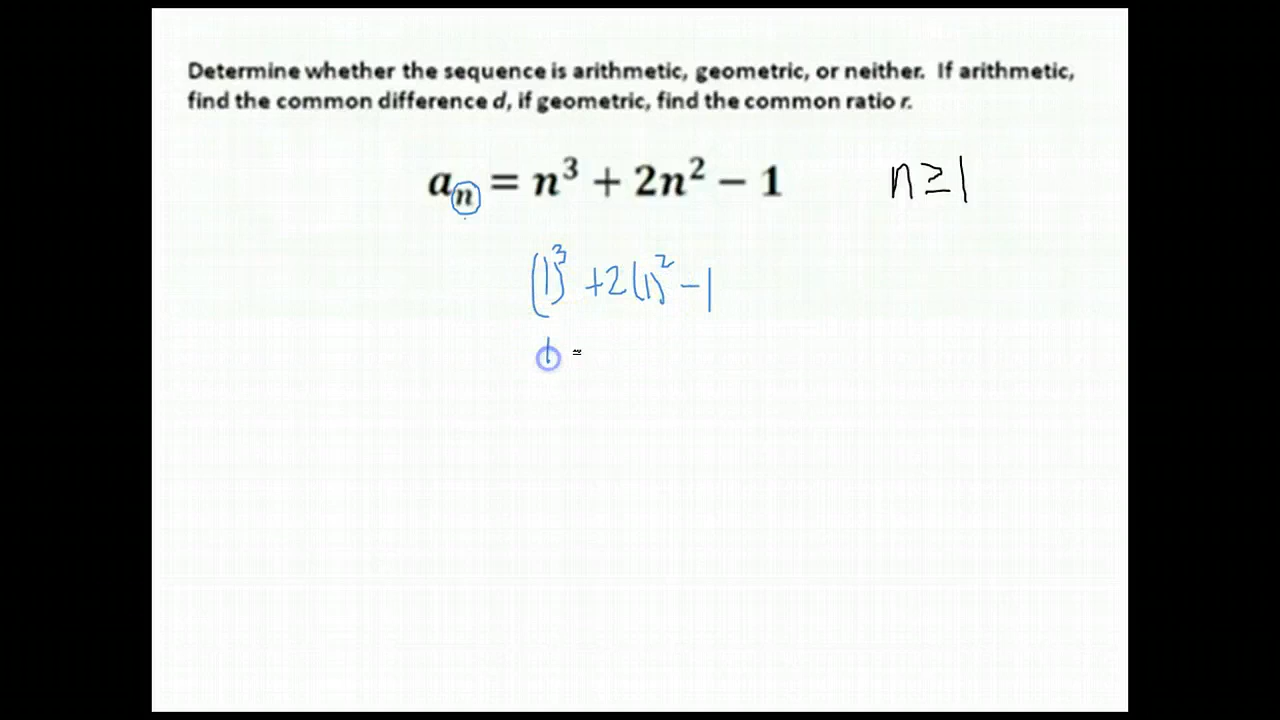 Determine whether the sequence is arithmetic, geometric, or neither. If arithmetic,
find the common difference d, if geometric, find the common ratio r.
aₙ = n³ + 2n² − 1 n ≥ 1
(1)³ + 2(1)² − 1
1